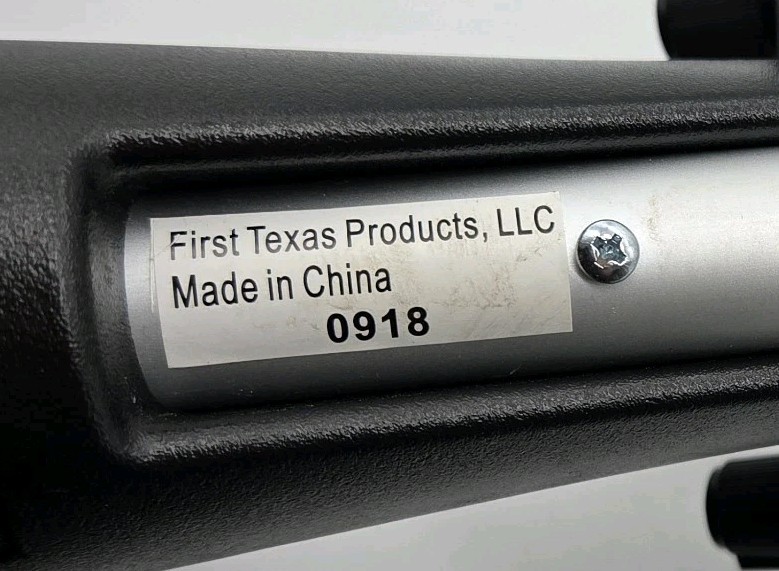 First Texas Products, LLC
Made in China
0918